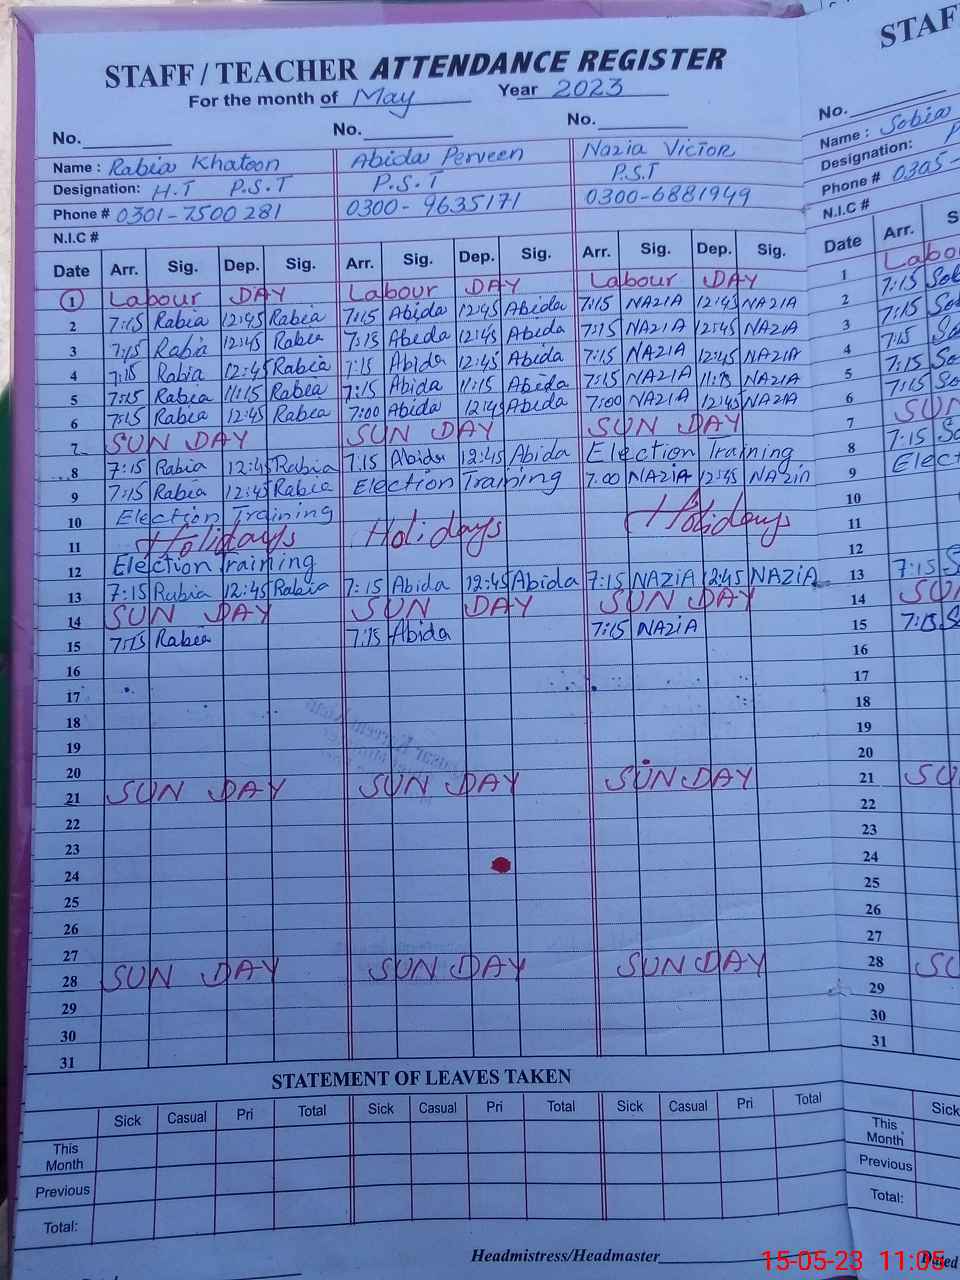 STAFF / TEACHER ATTENDANCE REGISTER
For the month of May Year 2023
No. No. No.
Name : Rabia Khatoon Abida Perveen Nazia Victor
Designation: H.T P.S.T P.S.T P.S.T
Phone # 0301-7500281 0300-9635171 0300-6881949
N.I.C #
Date Arr. Sig. Dep. Sig. Arr. Sig. Dep. Sig. Arr. Sig. Dep. Sig.
1 Labour DAY Labour DAY Labour DAY
2 7:15 Rabia 12:45 Rabia 7:15 Abida 12:45 Abida 7:15 NAZIA 12:45 NAZIA
3 7:15 Rabia 12:45 Rabia 7:15 Abeda 12:45 Abida 7:15 NAZIA 12:45 NAZIA
4 7:15 Rabia 12:45 Rabia 7:15 Abida 12:45 Abida 7:15 NAZIA 12:45 NAZIA
5 7:15 Rabia 11:15 Rabia 7:15 Abida 11:15 Abida 7:15 NAZIA 11:15 NAZIA
6 7:15 Rabia 12:45 Rabia 7:00 Abida 12:45 Abida 7:00 NAZIA 12:45 NAZIA
7 SUN DAY SUN DAY SUN DAY
8 7:15 Rabia 12:45 Rabia 7:15 Abida 12:45 Abida Election Training
9 7:15 Rabia 12:45 Rabia Election Training 7:00 NAZIA 12:45 NAZIA
10 Election Training
11 Holidays Holidays Holidays
12 Election Training
13 7:15 Rabia 12:45 Rabia 7:15 Abida 12:45 Abida 7:15 NAZIA 12:45 NAZIA
14 SUN DAY SUN DAY SUN DAY
15 7:15 Rabia 7:15 Abida 7:15 NAZIA
16
17
18
19
20
21 SUN DAY SUN DAY SUN DAY
22
23
24
25
26
27
28 SUN DAY SUN DAY SUN DAY
29
30
31
STATEMENT OF LEAVES TAKEN
Sick Casual Pri Total Sick Casual Pri Total Sick Casual Pri Total
This Month
Previous
Total:
Headmistress/Headmaster
STAF
No.
Name : Sobia
Designation: P
Phone # 0305-
N.I.C #
Date Arr. S
1 Labo
2 7:15 Sob
3 7:15 So
4 7:15 So
5 7:15 So
6 7:15 So
7 SUN
8 7:15 So
9 Elect
10
11
12
13 7:15 S
14 SUN
15 7:15 S
16
17
18
19
20
21 SU
22
23
24
25
26
27
28 SU
29
30
31
Sick
This Month
Previous
Total:
Dated
15-05-23 11:05